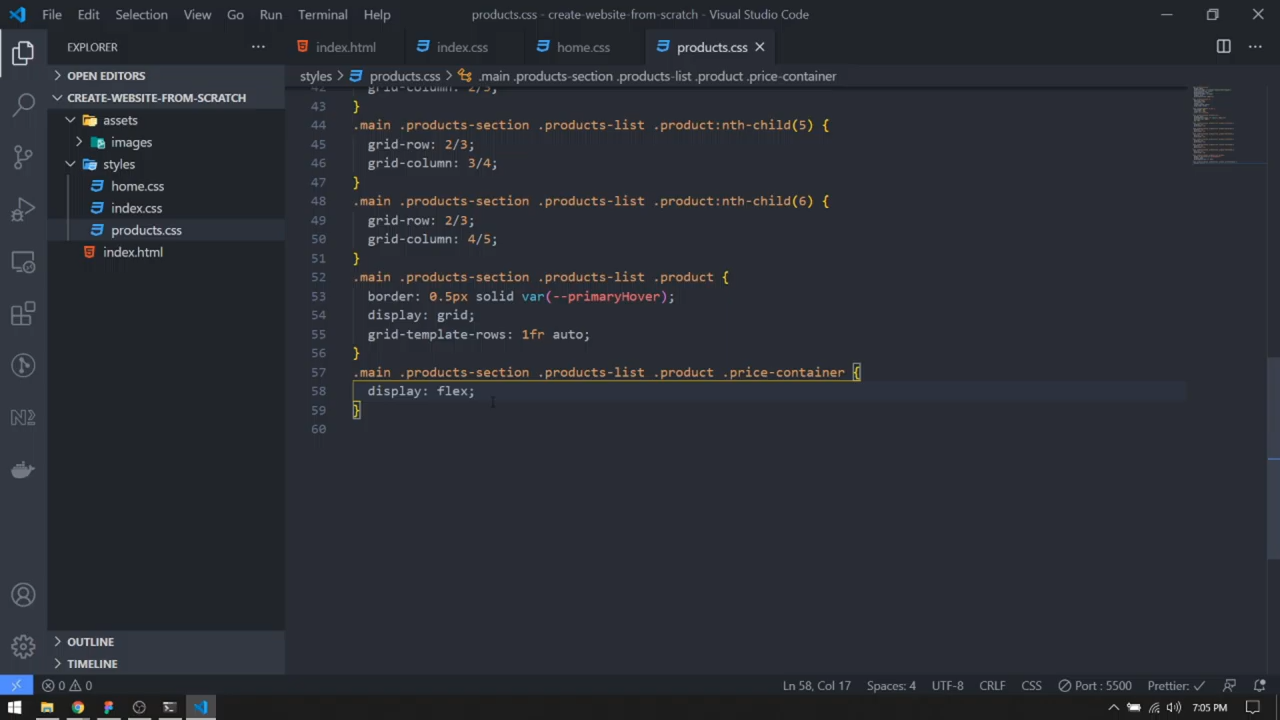 File Edit Selection View Go Run Terminal Help products.css - create-website-from-scratch - Visual Studio Code
EXPLORER
index.html index.css home.css products.css
OPEN EDITORS
styles > products.css > .main .products-section .products-list .product .price-container
CREATE-WEBSITE-FROM-SCRATCH
assets
images
styles
home.css
index.css
products.css
index.html
42 grid-column: 2/3;
43 }
44 .main .products-section .products-list .product:nth-child(5) {
45 grid-row: 2/3;
46 grid-column: 3/4;
47 }
48 .main .products-section .products-list .product:nth-child(6) {
49 grid-row: 2/3;
50 grid-column: 4/5;
51 }
52 .main .products-section .products-list .product {
53 border: 0.5px solid var(--primaryHover);
54 display: grid;
55 grid-template-rows: 1fr auto;
56 }
57 .main .products-section .products-list .product .price-container {
58 display: flex;
59 }
60
OUTLINE
TIMELINE
0 0 Ln 58, Col 17 Spaces: 4 UTF-8 CRLF CSS Port : 5500 Prettier: ✓
7:05 PM